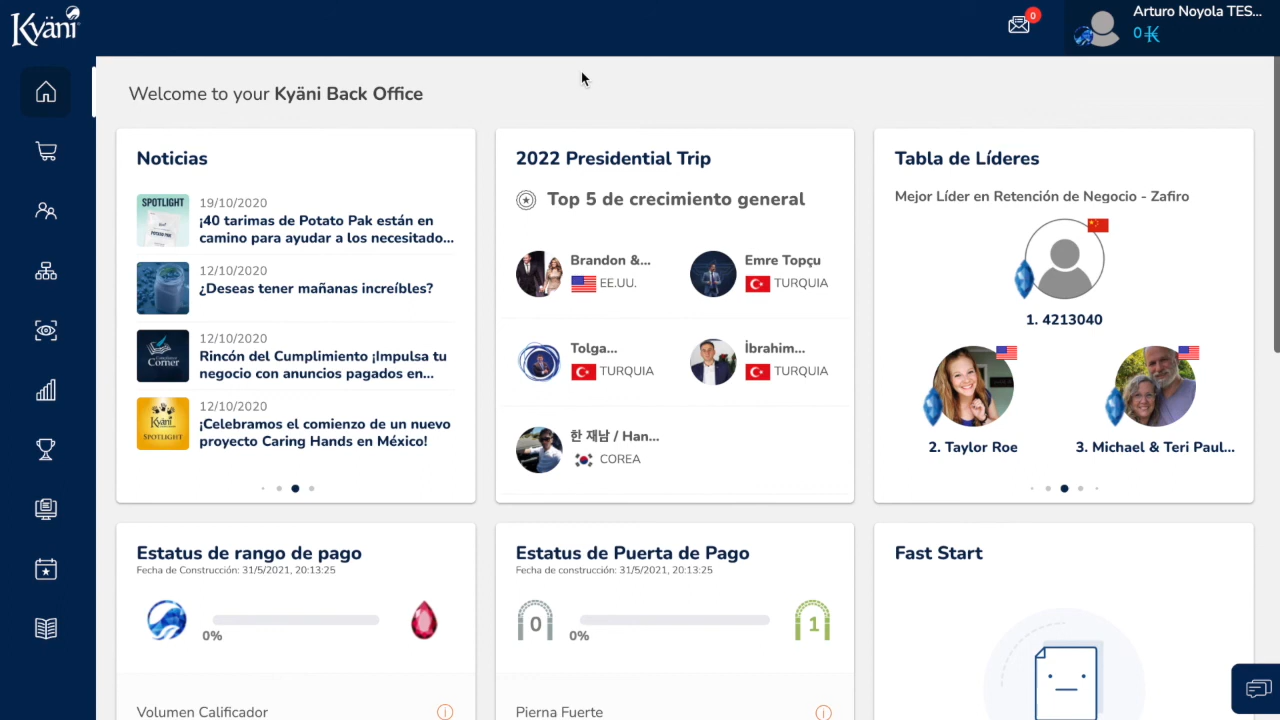 Kyäni
0
Arturo Noyola TES...
0
Welcome to your Kyäni Back Office
Noticias
SPOTLIGHT
19/10/2020
¡40 tarimas de Potato Pak están en
camino para ayudar a los necesitado...
12/10/2020
¿Deseas tener mañanas increíbles?
Corner
12/10/2020
Rincón del Cumplimiento ¡Impulsa tu
negocio con anuncios pagados en...
Kyäni
SPOTLIGHT
12/10/2020
¡Celebramos el comienzo de un nuevo
proyecto Caring Hands en México!
2022 Presidential Trip
Top 5 de crecimiento general
Brandon &...
EE.UU.
Emre Topçu
TURQUIA
Tolga...
TURQUIA
İbrahim...
TURQUIA
한 재남 / Han...
COREA
Tabla de Líderes
Mejor Líder en Retención de Negocio - Zafiro
1. 4213040
2. Taylor Roe
3. Michael & Teri Paul...
Estatus de rango de pago
Fecha de Construcción: 31/5/2021, 20:13:25
0%
Volumen Calificador
Estatus de Puerta de Pago
Fecha de construcción: 31/5/2021, 20:13:25
0
0%
1
Pierna Fuerte
Fast Start